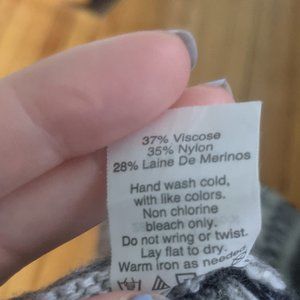 37% Viscose
35% Nylon
28% Laine De Merinos
Hand wash cold,
with like colors.
Non chlorine
bleach only.
Do not wring or twist.
Lay flat to dry.
Warm iron as needed